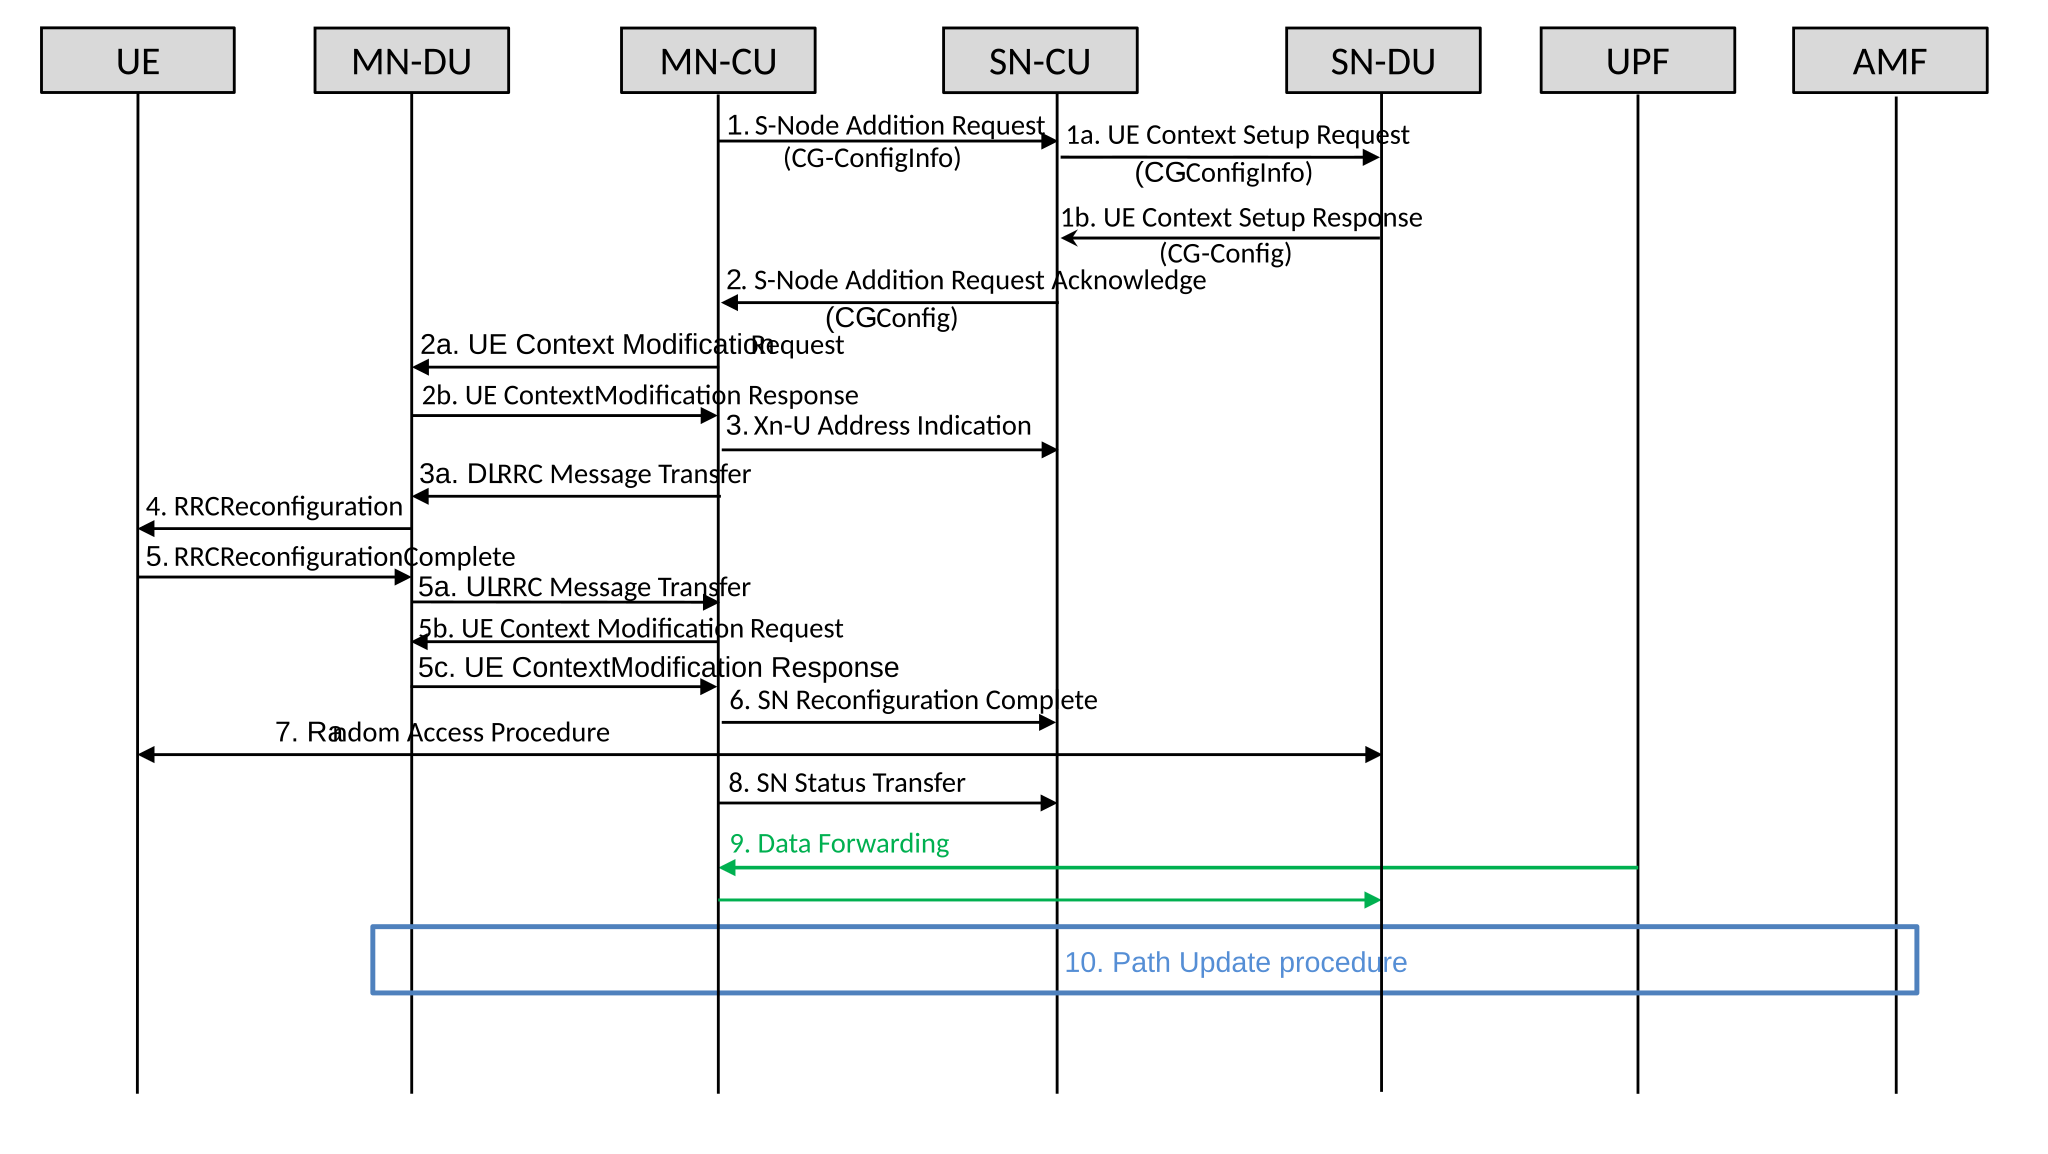 UE
MN-DU
MN-CU
SN-CU
SN-DU
UPF
AMF
1. S-Node Addition Request
(CG-ConfigInfo)
1a. UE Context Setup Request
(CGConfigInfo)
1b. UE Context Setup Response
(CG-Config)
2. S-Node Addition Request Acknowledge
(CGConfig)
2a. UE Context Modification Request
2b. UE ContextModification Response
3. Xn-U Address Indication
3a. DLRRC Message Transfer
4. RRCReconfiguration
5. RRCReconfigurationComplete
5a. ULRRC Message Transfer
5b. UE Context Modification Request
5c. UE ContextModification Response
6. SN Reconfiguration Complete
7. Random Access Procedure
8. SN Status Transfer
9. Data Forwarding
10. Path Update procedure